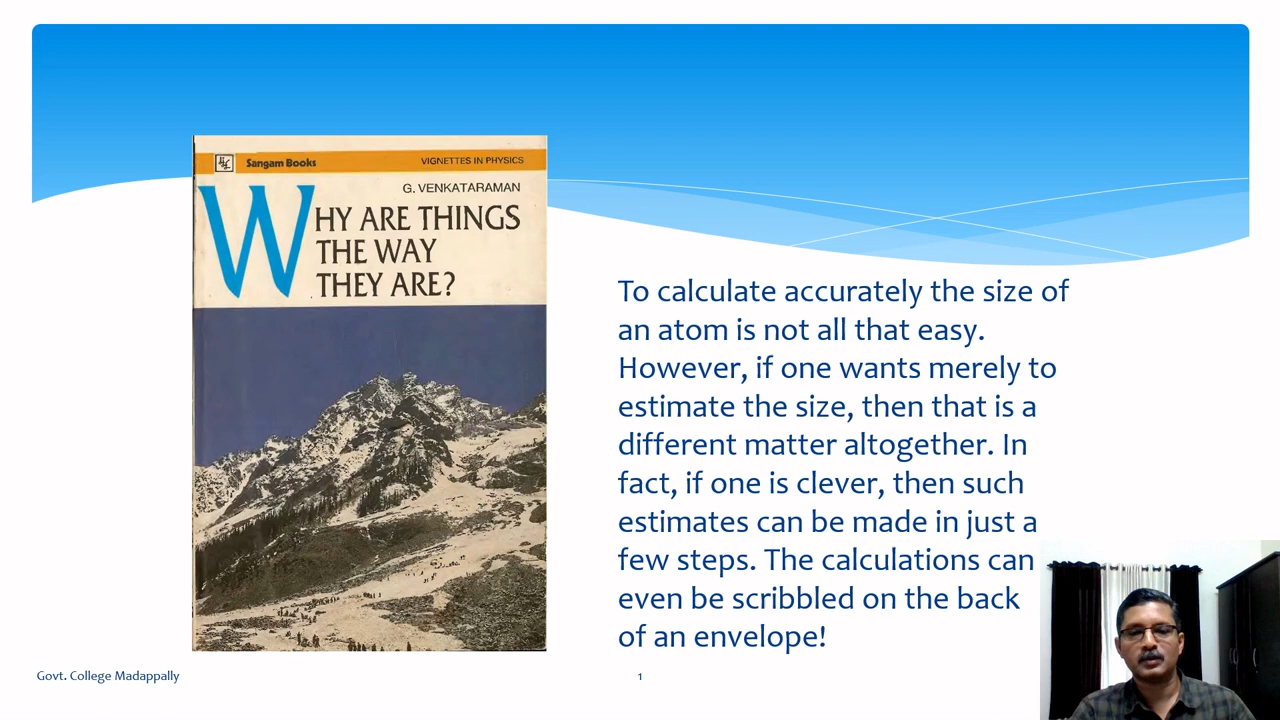 Sangam Books
VIGNETTES IN PHYSICS
G. VENKATARAMAN
WHY ARE THINGS
THE WAY
THEY ARE?
To calculate accurately the size of
an atom is not all that easy.
However, if one wants merely to
estimate the size, then that is a
different matter altogether. In
fact, if one is clever, then such
estimates can be made in just a
few steps. The calculations can
even be scribbled on the back
of an envelope!
Govt. College Madappally
1